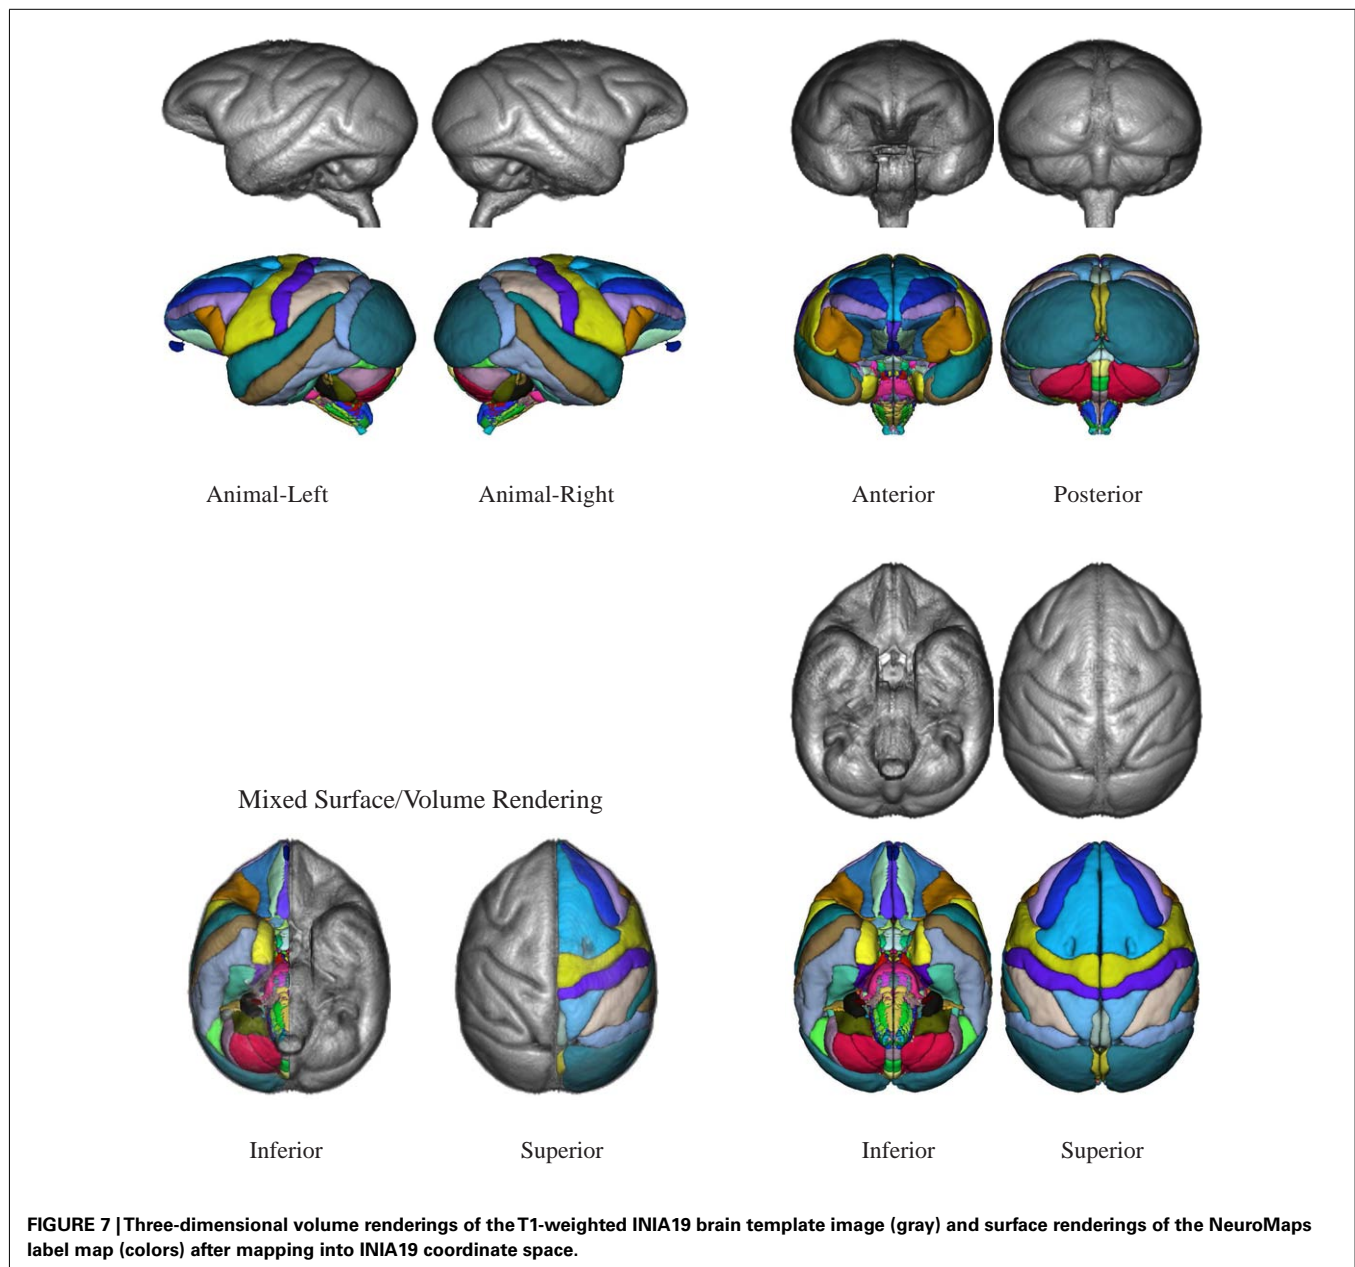 Animal-Left Animal-Right Anterior Posterior
Mixed Surface/Volume Rendering
Inferior Superior Inferior Superior
FIGURE 7 | Three-dimensional volume renderings of the T1-weighted INIA19 brain template image (gray) and surface renderings of the NeuroMaps
label map (colors) after mapping into INIA19 coordinate space.